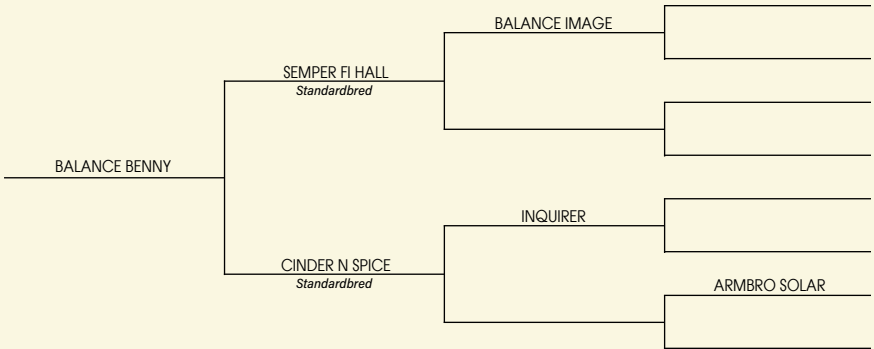 BALANCE IMAGE
SEMPER FI HALL
Standardbred
BALANCE BENNY
INQUIRER
CINDER N SPICE
Standardbred
ARMBRO SOLAR